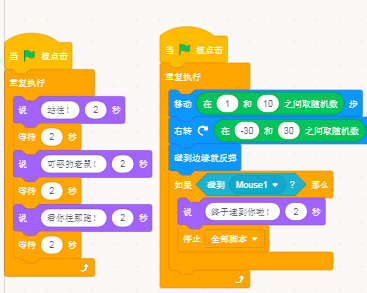 当 被点击
重复执行
说 站住! 2 秒
等待 2 秒
说 可恶的老鼠! 2 秒
等待 2 秒
说 看你往那跑! 2 秒
等待 2 秒
当 被点击
重复执行
移动 在 1 和 10 之间取随机数 步
右转 在 -30 和 30 之间取随机数 度
碰到边缘就反弹
如果 碰到 Mouse1 ? 那么
说 终于逮到你啦! 2 秒
停止 全部脚本